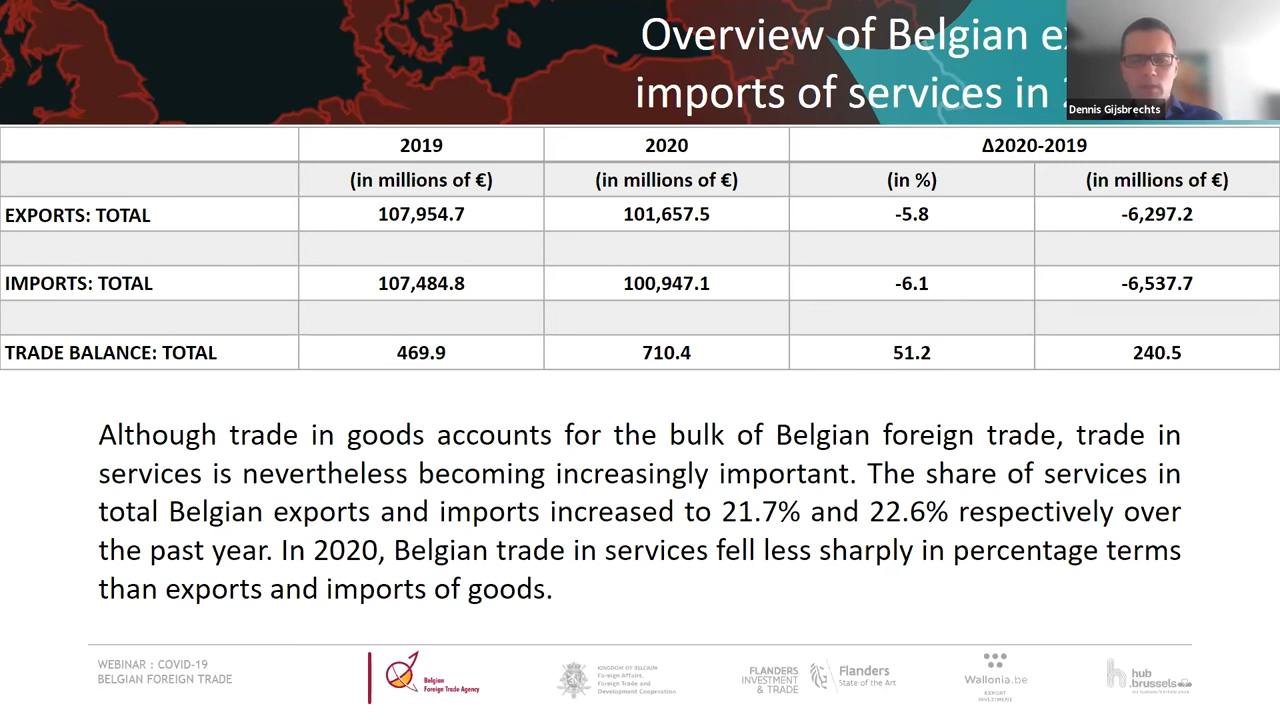 Overview of Belgian ex
imports of services in
Dennis Gijsbrechts
2019 2020 Δ2020-2019
(in millions of €) (in millions of €) (in %) (in millions of €)
EXPORTS: TOTAL 107,954.7 101,657.5 -5.8 -6,297.2
IMPORTS: TOTAL 107,484.8 100,947.1 -6.1 -6,537.7
TRADE BALANCE: TOTAL 469.9 710.4 51.2 240.5
Although trade in goods accounts for the bulk of Belgian foreign trade, trade in
services is nevertheless becoming increasingly important. The share of services in
total Belgian exports and imports increased to 21.7% and 22.6% respectively over
the past year. In 2020, Belgian trade in services fell less sharply in percentage terms
than exports and imports of goods.
WEBINAR : COVID-19
BELGIAN FOREIGN TRADE
Belgian
Foreign Trade Agency
KINGDOM OF BELGIUM
Foreign Affairs,
Foreign Trade and
Development Cooperation
FLANDERS
INVESTMENT
& TRADE
Flanders
State of the Art
Wallonia.be
EXPORT
INVESTMENT
hub
.brussels